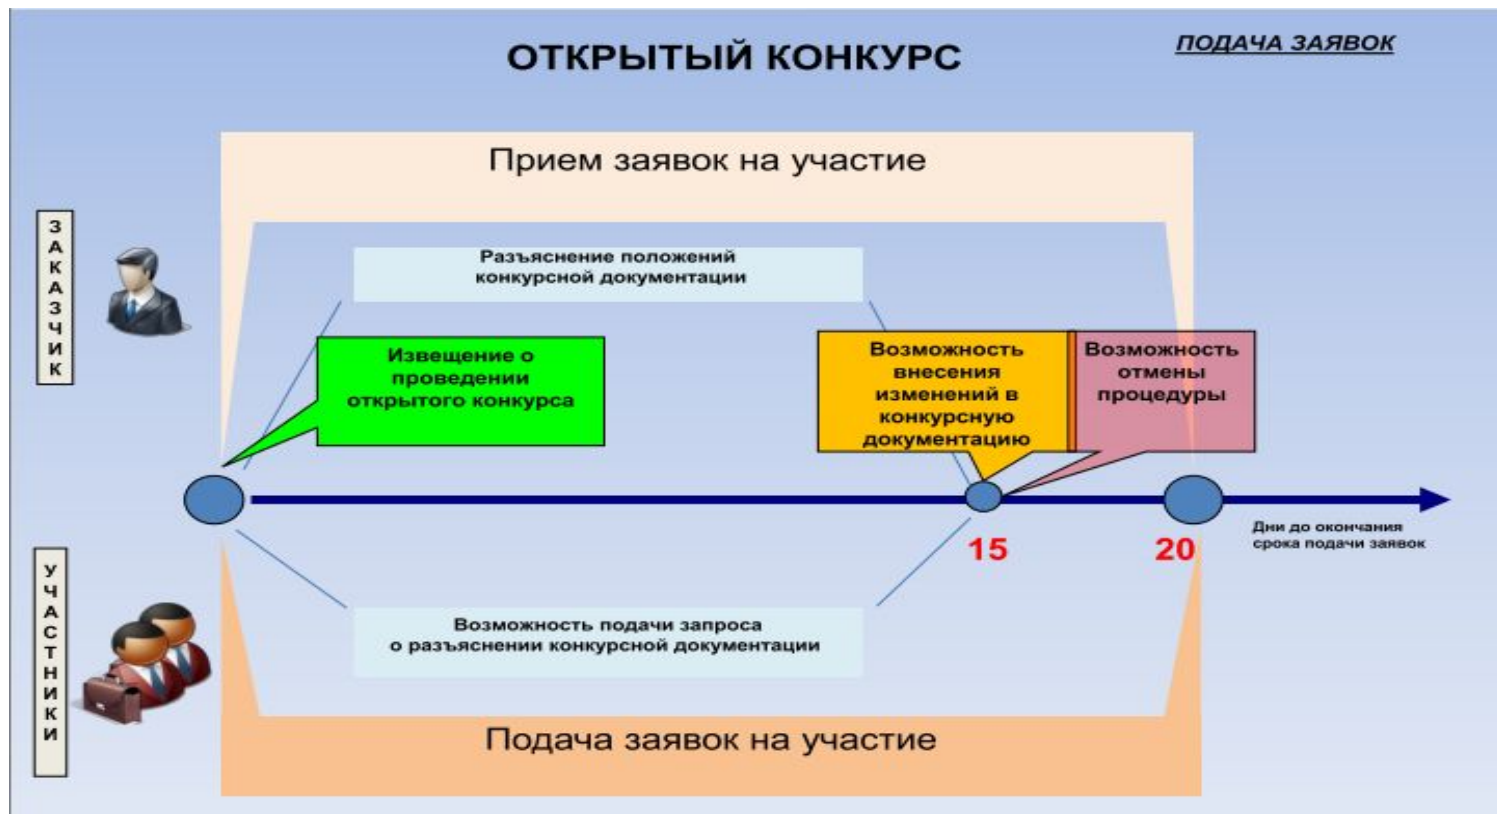 ОТКРЫТЫЙ КОНКУРС
ПОДАЧА ЗАЯВОК
Прием заявок на участие
ЗАКАЗЧИК
Разъяснение положений
конкурсной документации
Извещение о
проведении
открытого конкурса
Возможность
внесения
изменений в
конкурсную
документацию
Возможность
отмены
процедуры
15
20
Дни до окончания
срока подачи заявок
УЧАСТНИКИ
Возможность подачи запроса
о разъяснении конкурсной документации
Подача заявок на участие